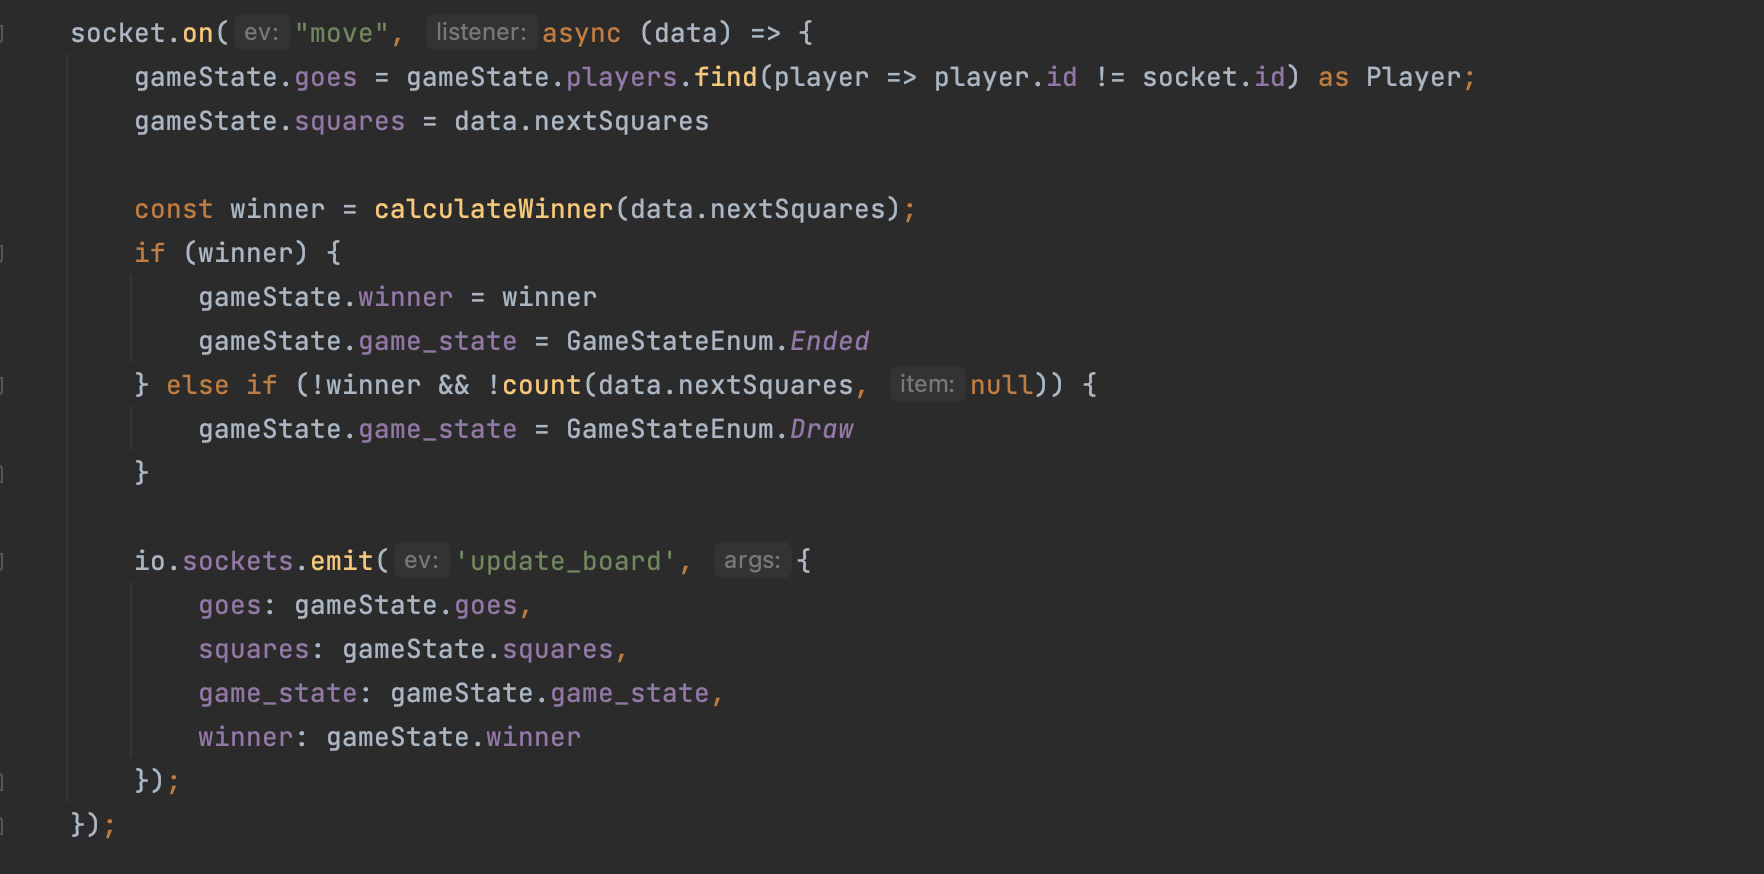 socket.on( ev: "move", listener: async (data) => {
gameState.goes = gameState.players.find(player => player.id != socket.id) as Player;
gameState.squares = data.nextSquares
const winner = calculateWinner(data.nextSquares);
if (winner) {
gameState.winner = winner
gameState.game_state = GameStateEnum.Ended
} else if (!winner && !count(data.nextSquares, item: null)) {
gameState.game_state = GameStateEnum.Draw
}
io.sockets.emit( ev: 'update_board', args: {
goes: gameState.goes,
squares: gameState.squares,
game_state: gameState.game_state,
winner: gameState.winner
});
});